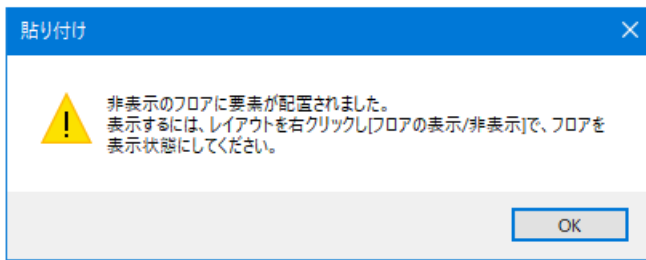 貼り付け
非表示のフロアに要素が配置されました。
表示するには、レイアウトを右クリックし[フロアの表示/非表示]で、フロアを
表示状態にしてください。
OK